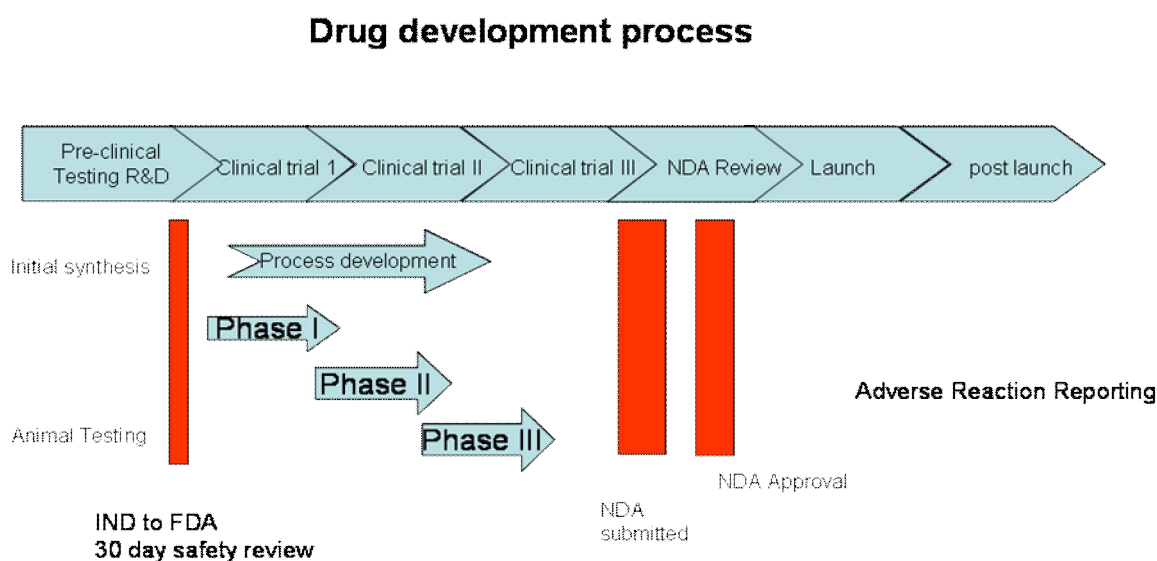 Drug development process
Pre-clinical
Testing R&D
Clinical trial 1
Clinical trial II
Clinical trial III
NDA Review
Launch
post launch
Initial synthesis
Process development
Phase I
Phase II
Phase III
Adverse Reaction Reporting
Animal Testing
NDA Approval
NDA
submitted
IND to FDA
30 day safety review